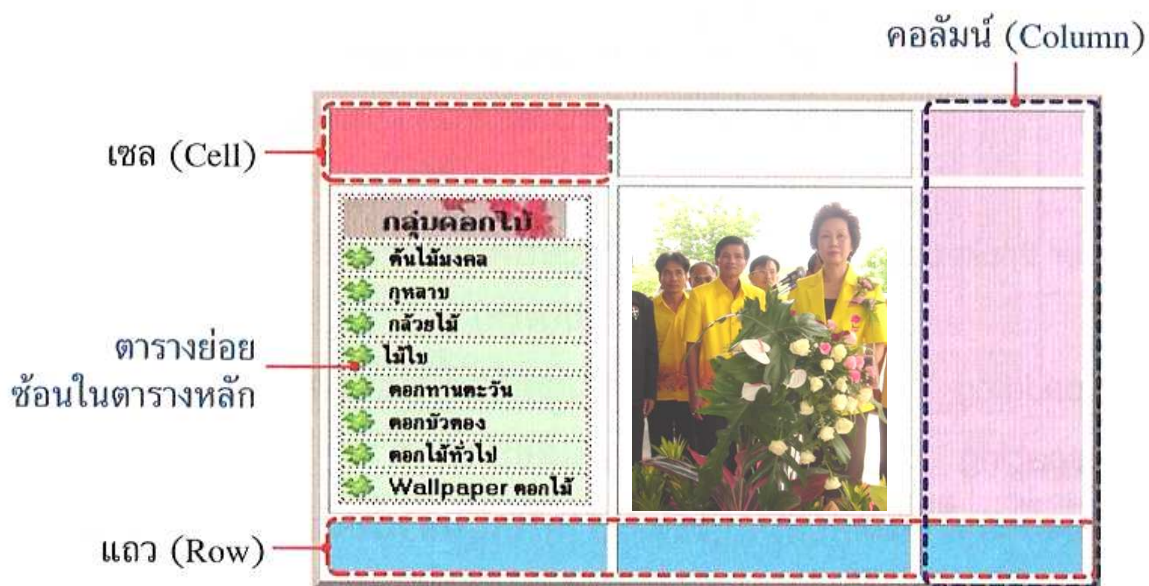 คอลัมน์ (Column)
เซล (Cell)
กลุ่มดอกไม้
ต้นไม้มงคล
กุหลาบ
กล้วยไม้
ไม้ใบ
ดอกทานตะวัน
ดอกบัวตอง
ดอกไม้ทั่วไป
Wallpaper ดอกไม้
ตารางย่อย
ซ้อนในตารางหลัก
แถว (Row)